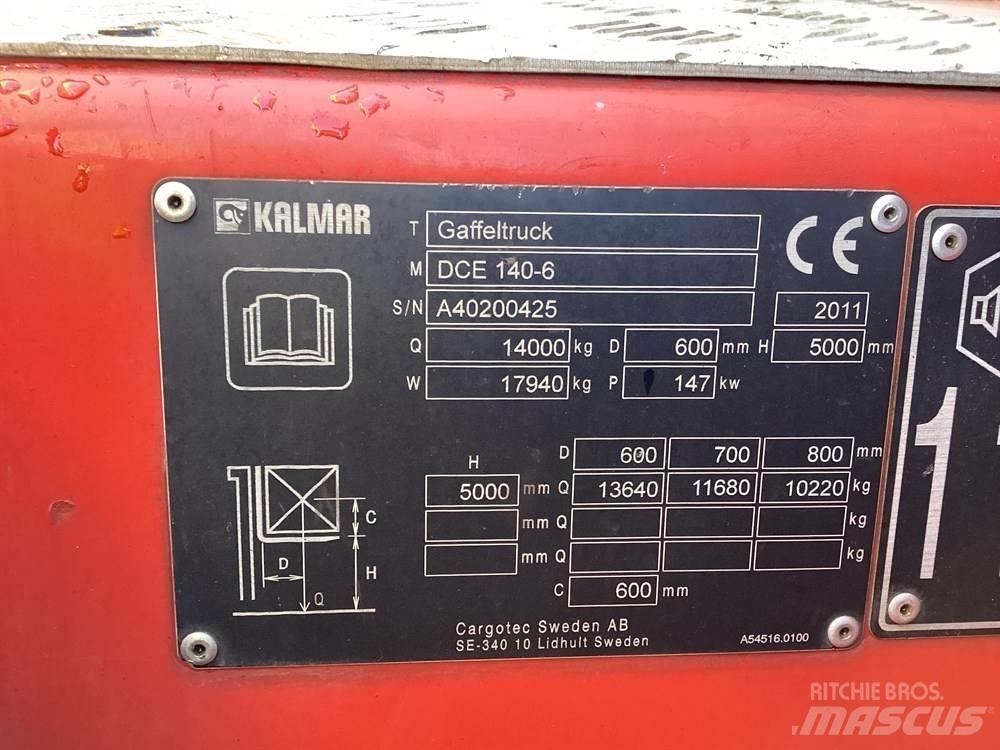 KALMAR
T Gaffeltruck
M DCE 140-6
S/N A40200425 2011
Q 14000 kg D 600 mm H 5000 mm
W 17940 kg P 147 kw
H D 600 700 800 mm
5000 mm Q 13640 11680 10220 kg
mm Q kg
mm Q kg
C 600 mm
C
D
H
Q
Cargotec Sweden AB
SE-340 10 Lidhult Sweden
A54516.0100
CE
1
RITCHIE BROS.
MASCUS